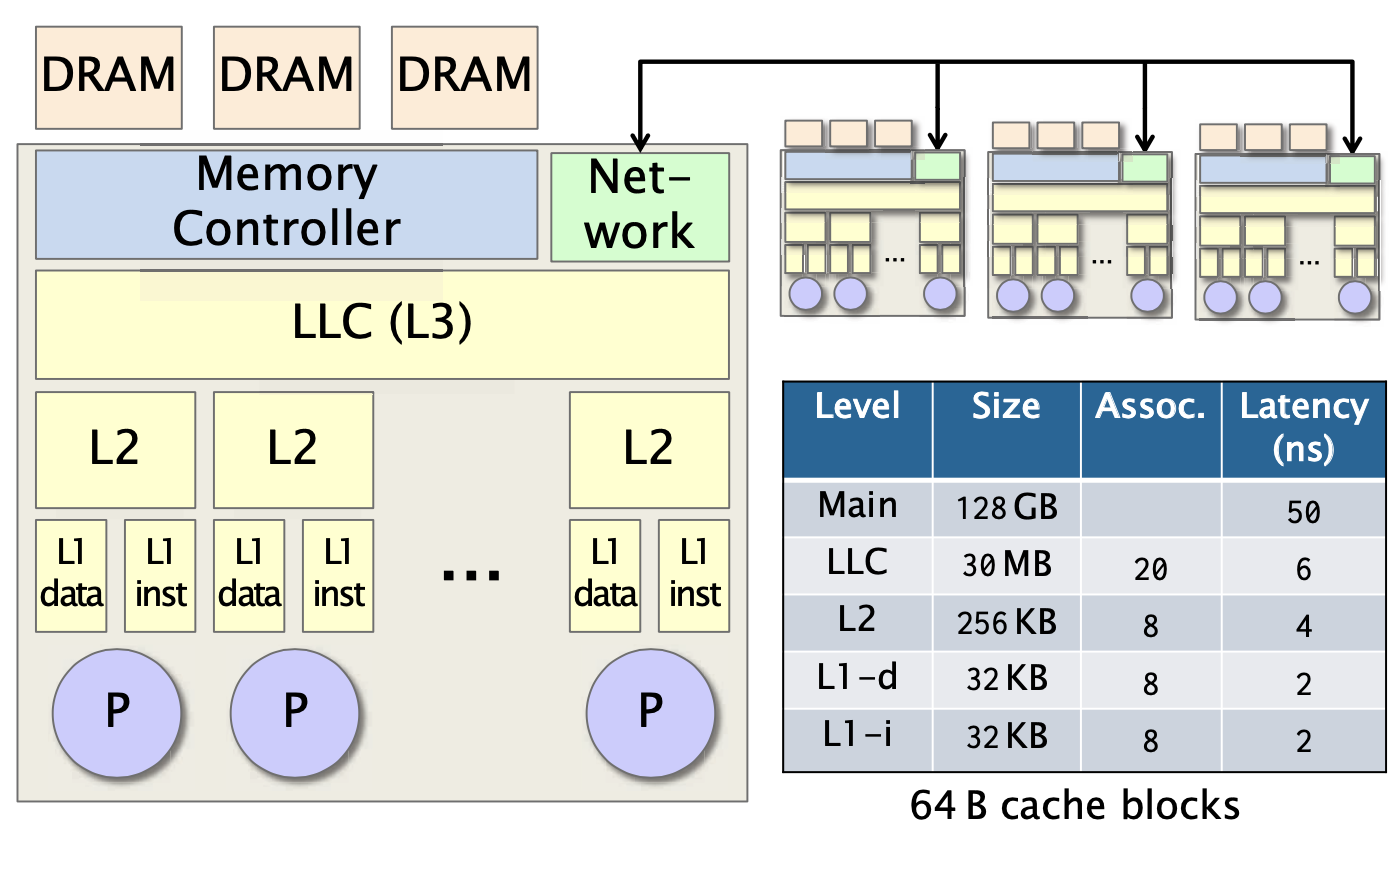 DRAM DRAM DRAM
Memory
Controller
Net-
work
LLC (L3)
L2 L2 L2
L1
data
L1
inst
L1
data
L1
inst
...
L1
data
L1
inst
P P P
...
...
...
Level Size Assoc. Latency
(ns)
Main 128 GB 50
LLC 30 MB 20 6
L2 256 KB 8 4
L1-d 32 KB 8 2
L1-i 32 KB 8 2
64 B cache blocks